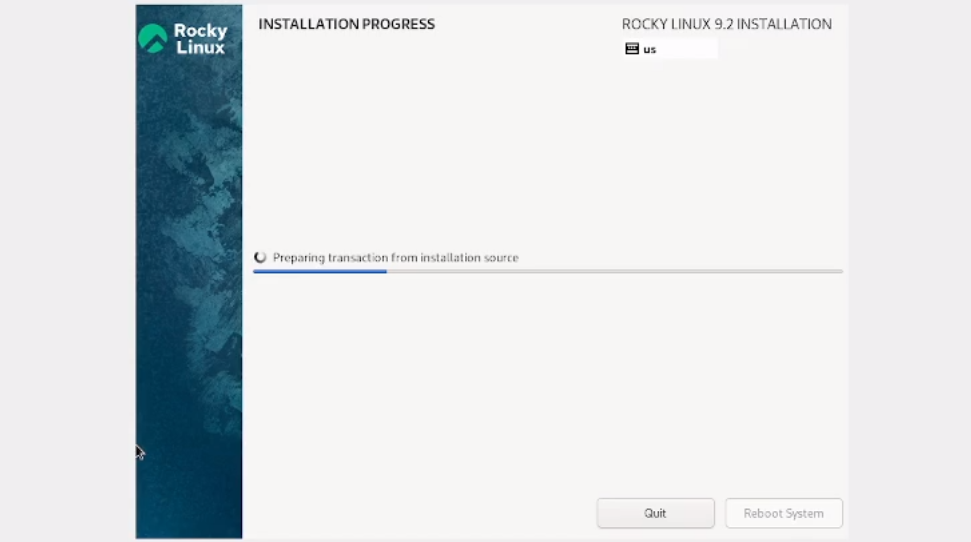 Rocky
Linux
INSTALLATION PROGRESS
ROCKY LINUX 9.2 INSTALLATION
us
Preparing transaction from installation source
Quit
Reboot System